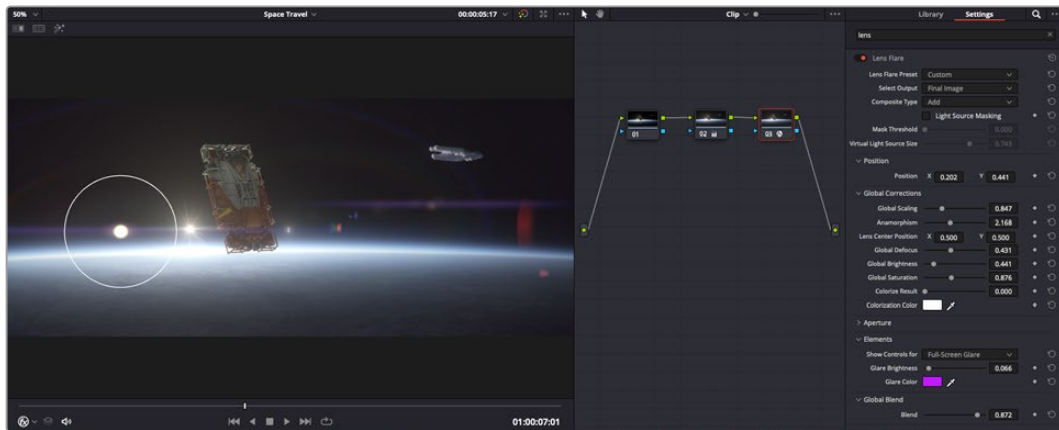 50%
Space Travel
00:00:05:17
Clip
Library
Settings
lens
Lens Flare
Lens Flare Preset Custom
Select Output Final Image
Composite Type Add
Light Source Masking
Mask Threshold 0.000
Virtual Light Source Size 0.743
Position
Position X 0.202 Y 0.441
Global Corrections
Global Scaling 0.847
Anamorphism 2.168
Lens Center Position X 0.500 Y 0.500
Global Defocus 0.431
Global Brightness 0.441
Global Saturation 0.876
Colorize Result 0.000
Colorization Color
Aperture
Elements
Show Controls for Full-Screen Glare
Glare Brightness 0.066
Glare Color
Global Blend
Blend 0.872
01
02
03
01:00:07:01